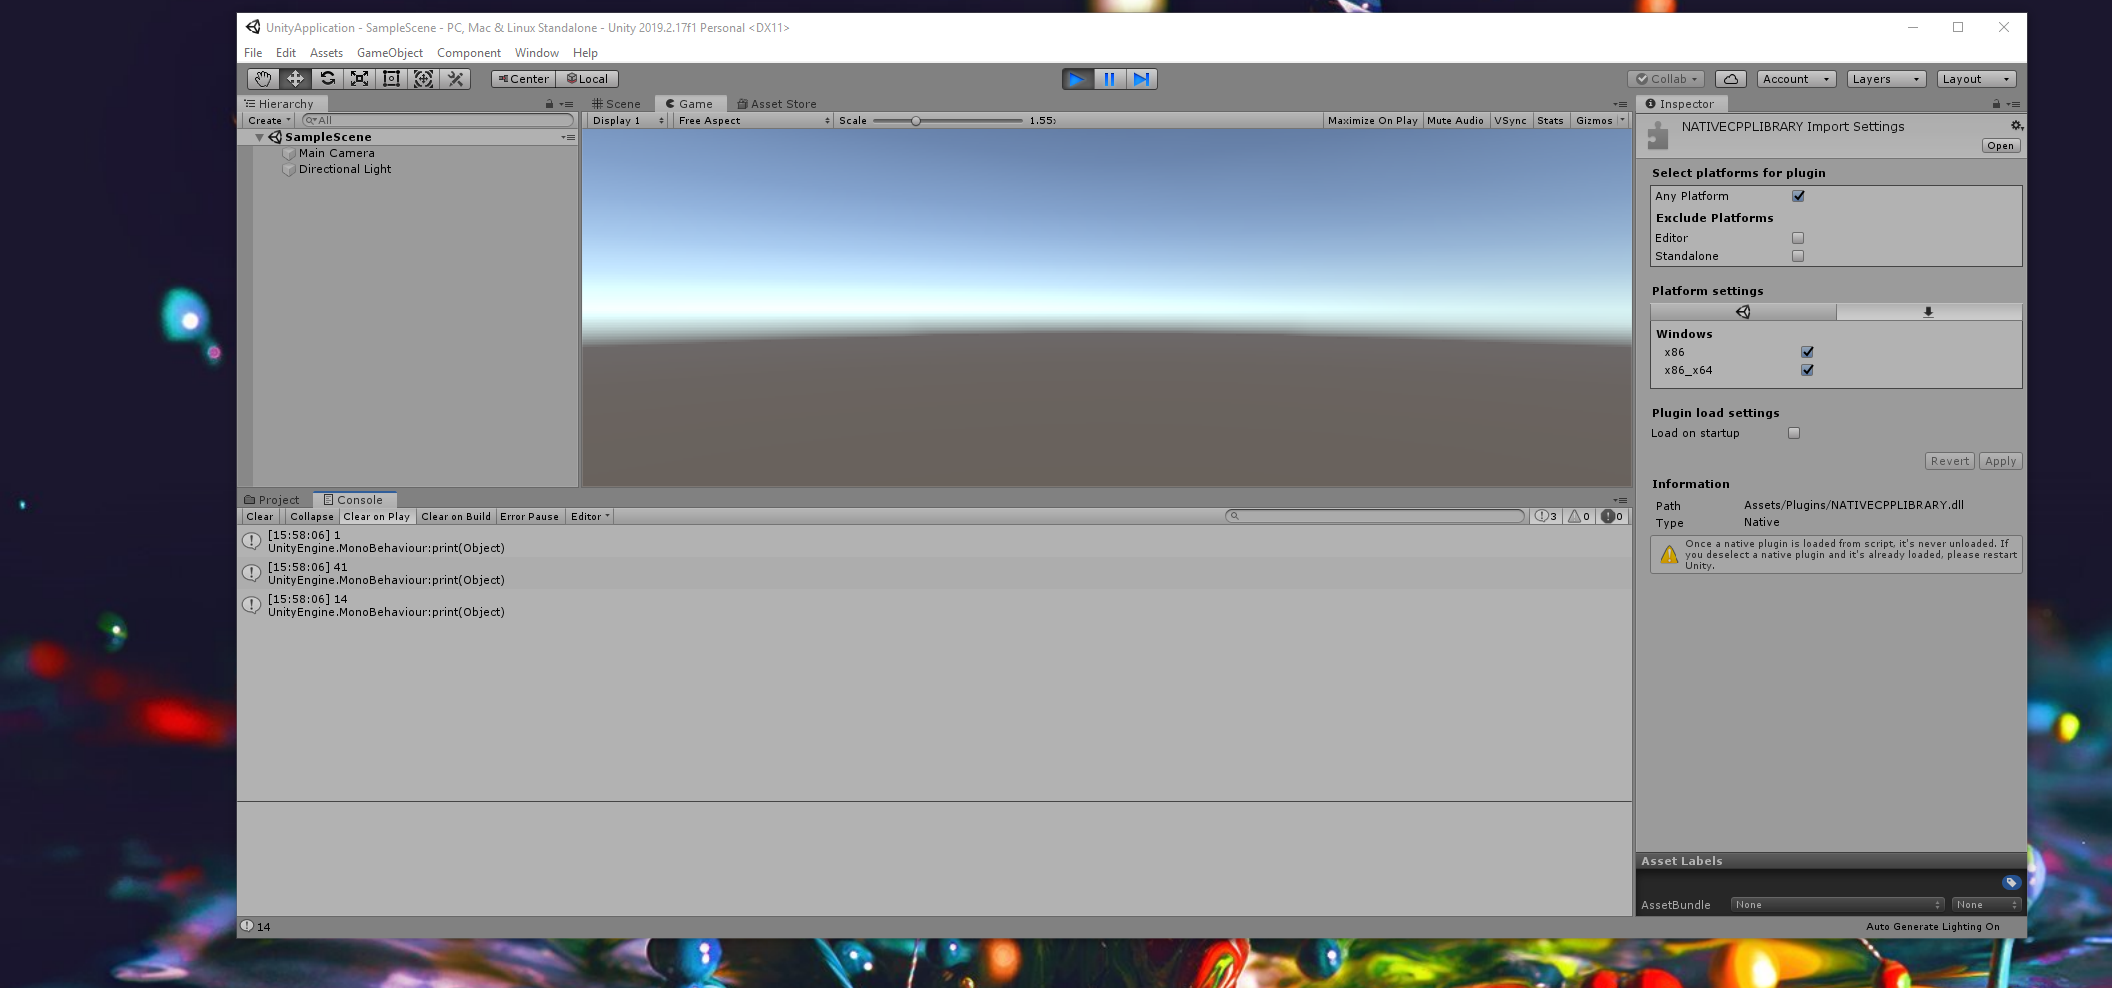 UnityApplication - SampleScene - PC, Mac & Linux Standalone - Unity 2019.2.17f1 Personal <DX11>
File Edit Assets GameObject Component Window Help
Center Local Collab Account Layers Layout
Hierarchy
Create All
SampleScene
Main Camera
Directional Light
Scene Game Asset Store
Display 1 Free Aspect Scale 1.55x Maximize On Play Mute Audio VSync Stats Gizmos
Project Console
Clear Collapse Clear on Play Clear on Build Error Pause Editor 3 0 0
[15:58:06] 1
UnityEngine.MonoBehaviour:print(Object)
[15:58:06] 41
UnityEngine.MonoBehaviour:print(Object)
[15:58:06] 14
UnityEngine.MonoBehaviour:print(Object)
14
Inspector
NATIVECPPLIBRARY Import Settings
Open
Select platforms for plugin
Any Platform
Exclude Platforms
Editor
Standalone
Platform settings
Windows
x86
x86_x64
Plugin load settings
Load on startup
Revert Apply
Information
Path Assets/Plugins/NATIVECPPLIBRARY.dll
Type Native
Once a native plugin is loaded from script, it's never unloaded. If
you deselect a native plugin and it's already loaded, please restart
Unity.
Asset Labels
AssetBundle None None
Auto Generate Lighting On